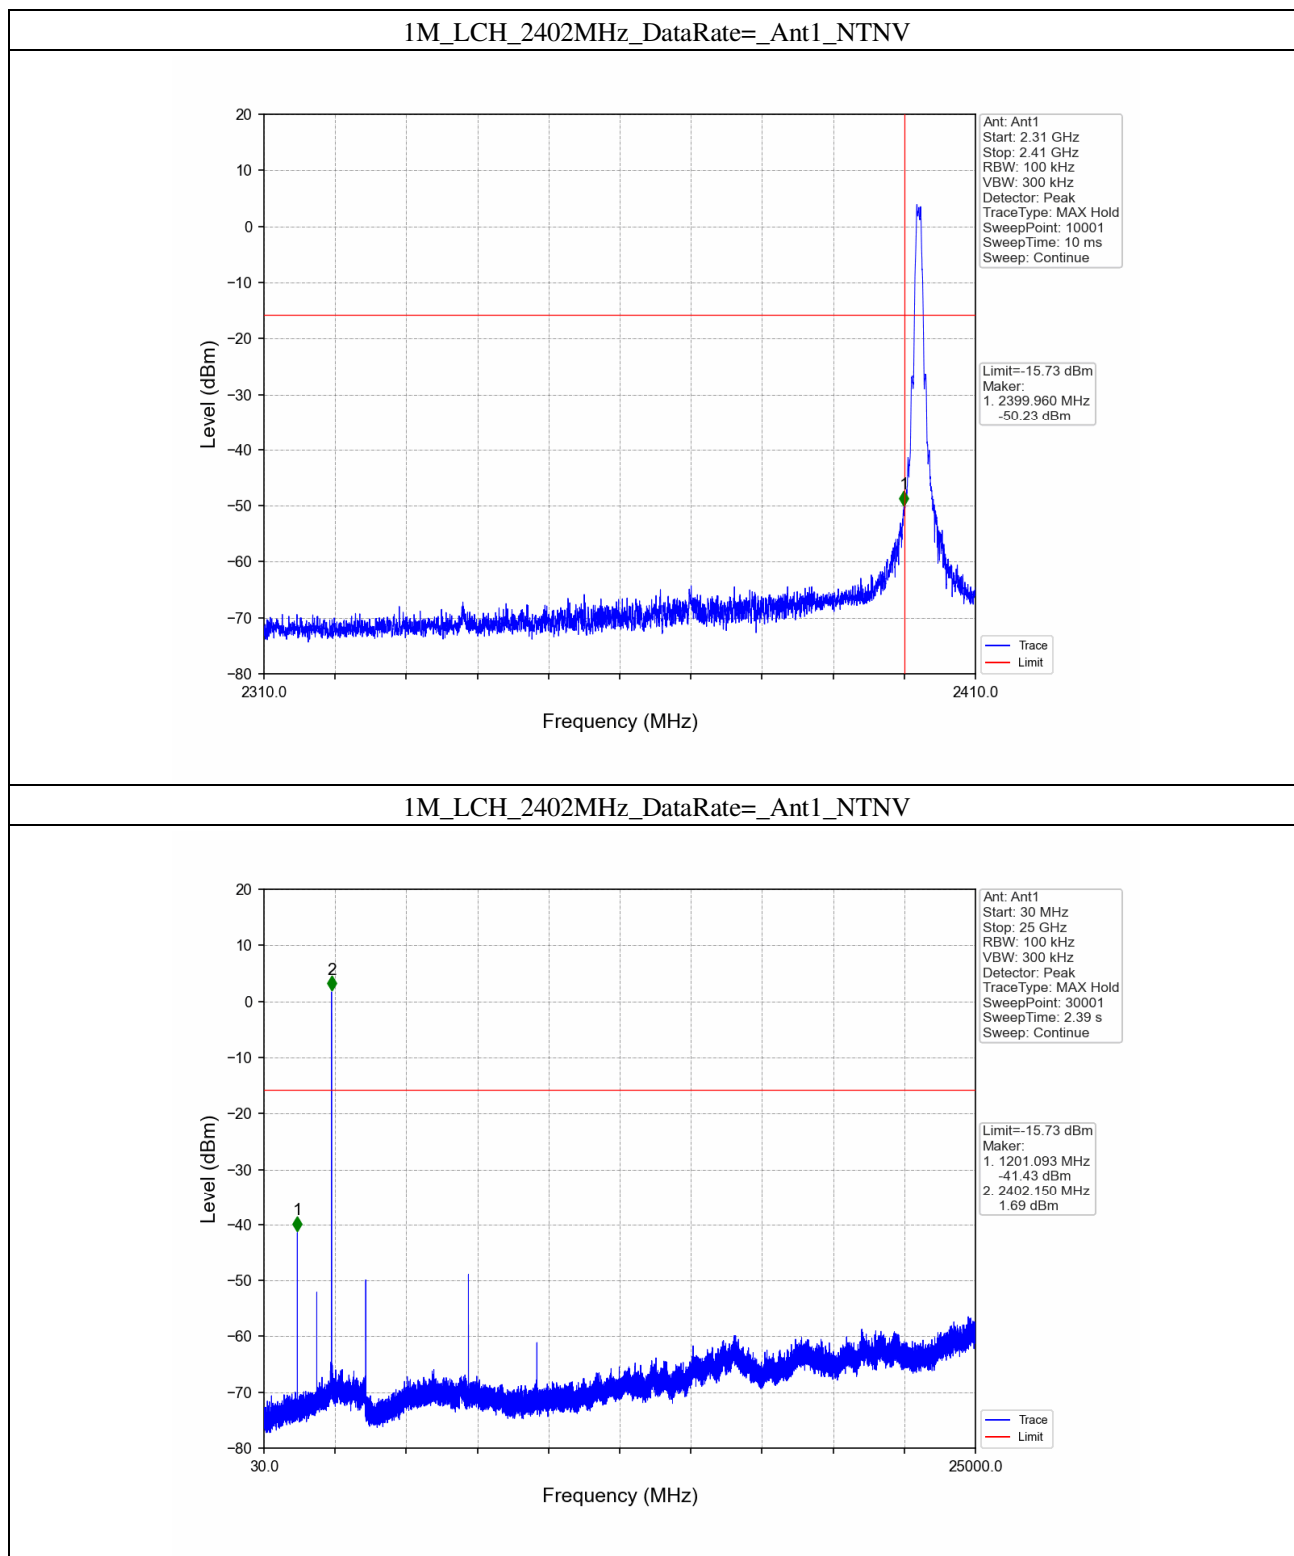 1M_LCH_2402MHz_DataRate=_Ant1_NTNV
20
10
0
−10
−20
−30
−40
−50
−60
−70
−80
Level (dBm)
2310.0
2410.0
Frequency (MHz)
1
Ant: Ant1
Start: 2.31 GHz
Stop: 2.41 GHz
RBW: 100 kHz
VBW: 300 kHz
Detector: Peak
TraceType: MAX Hold
SweepPoint: 10001
SweepTime: 10 ms
Sweep: Continue
Limit=-15.73 dBm
Maker:
1. 2399.960 MHz
-50.23 dBm
Trace
Limit
1M_LCH_2402MHz_DataRate=_Ant1_NTNV
20
10
0
−10
−20
−30
−40
−50
−60
−70
−80
Level (dBm)
30.0
25000.0
Frequency (MHz)
2
1
Ant: Ant1
Start: 30 MHz
Stop: 25 GHz
RBW: 100 kHz
VBW: 300 kHz
Detector: Peak
TraceType: MAX Hold
SweepPoint: 30001
SweepTime: 2.39 s
Sweep: Continue
Limit=-15.73 dBm
Maker:
1. 1201.093 MHz
-41.43 dBm
2. 2402.150 MHz
1.69 dBm
Trace
Limit